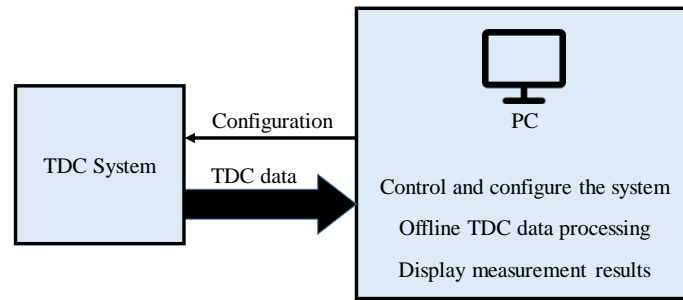 TDC System
Configuration
TDC data
PC
Control and configure the system
Offline TDC data processing
Display measurement results